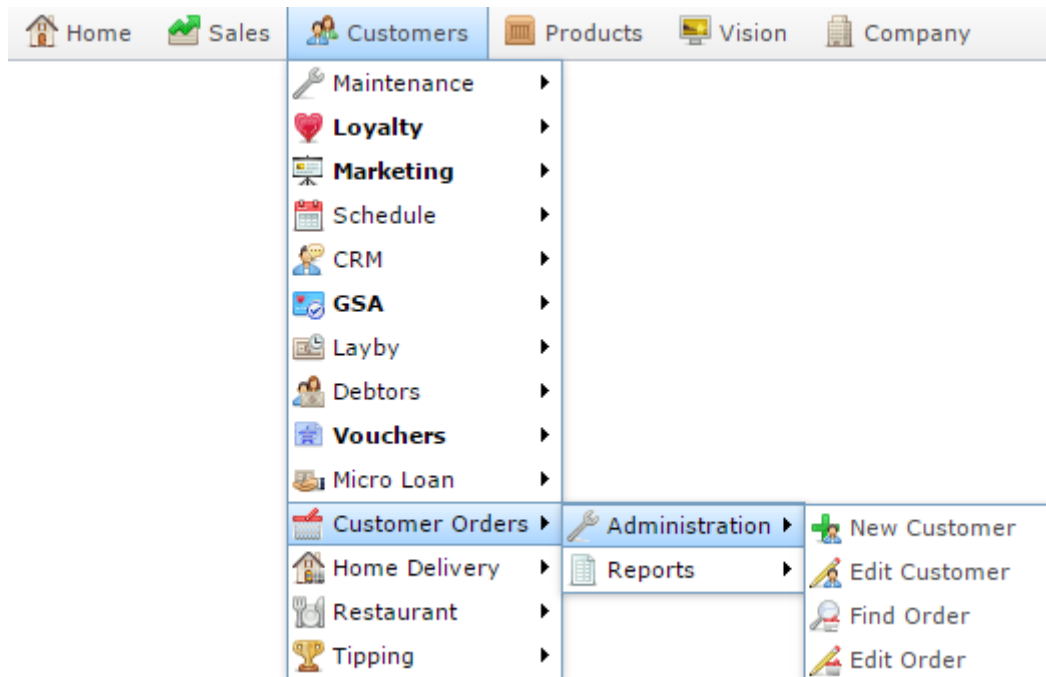 Home Sales Customers Products Vision Company
Maintenance
Loyalty
Marketing
Schedule
CRM
GSA
Layby
Debtors
Vouchers
Micro Loan
Customer Orders
Home Delivery
Restaurant
Tipping
Administration
Reports
New Customer
Edit Customer
Find Order
Edit Order